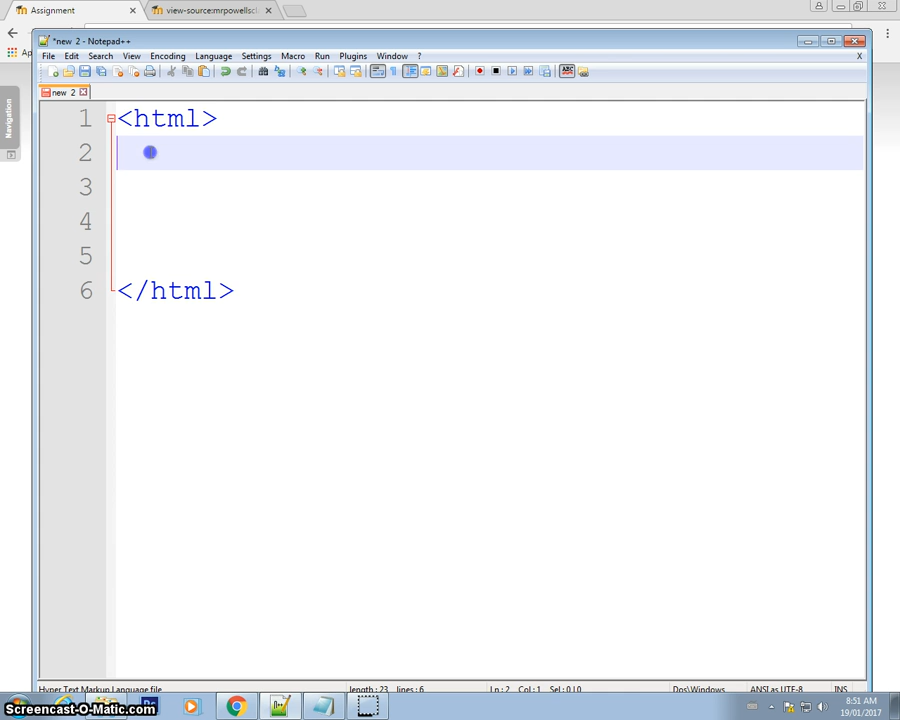 Assignment
view-source:mrpowellscl
*new 2 - Notepad++
File Edit Search View Encoding Language Settings Macro Run Plugins Window ? X
ABC
new 2
Navigation
1 <html>
2
3
4
5
6 </html>
Hyper Text Markup Language file length : 23 lines : 6 Ln : 2 Col : 1 Sel : 0 | 0 Dos\Windows ANSI as UTF-8 INS
Screencast-O-Matic.com
8:51 AM
19/01/2017